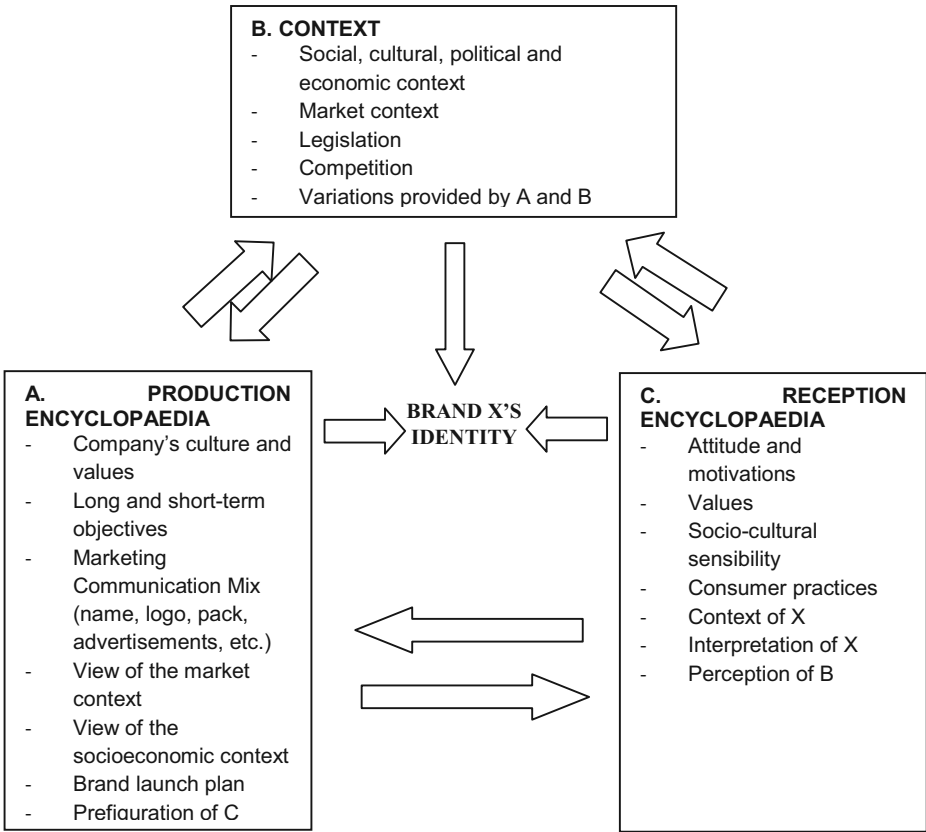 B. CONTEXT
- Social, cultural, political and
economic context
- Market context
- Legislation
- Competition
- Variations provided by A and B
A. PRODUCTION
ENCYCLOPAEDIA
- Company’s culture and
values
- Long and short-term
objectives
- Marketing
Communication Mix
(name, logo, pack,
advertisements, etc.)
- View of the market
context
- View of the
socioeconomic context
- Brand launch plan
- Prefiguration of C
BRAND X’S
IDENTITY
C. RECEPTION
ENCYCLOPAEDIA
- Attitude and
motivations
- Values
- Socio-cultural
sensibility
- Consumer practices
- Context of X
- Interpretation of X
- Perception of B